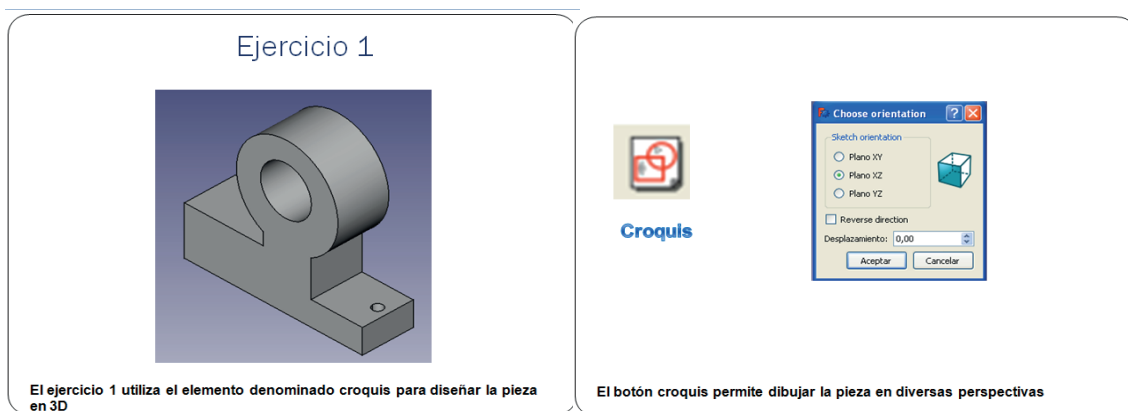 Ejercicio 1
El ejercicio 1 utiliza el elemento denominado croquis para diseñar la pieza
en 3D
Croquis
Choose orientation
Sketch orientation
Plano XY
Plano XZ
Plano YZ
Reverse direction
Desplazamiento: 0,00
Aceptar Cancelar
El botón croquis permite dibujar la pieza en diversas perspectivas